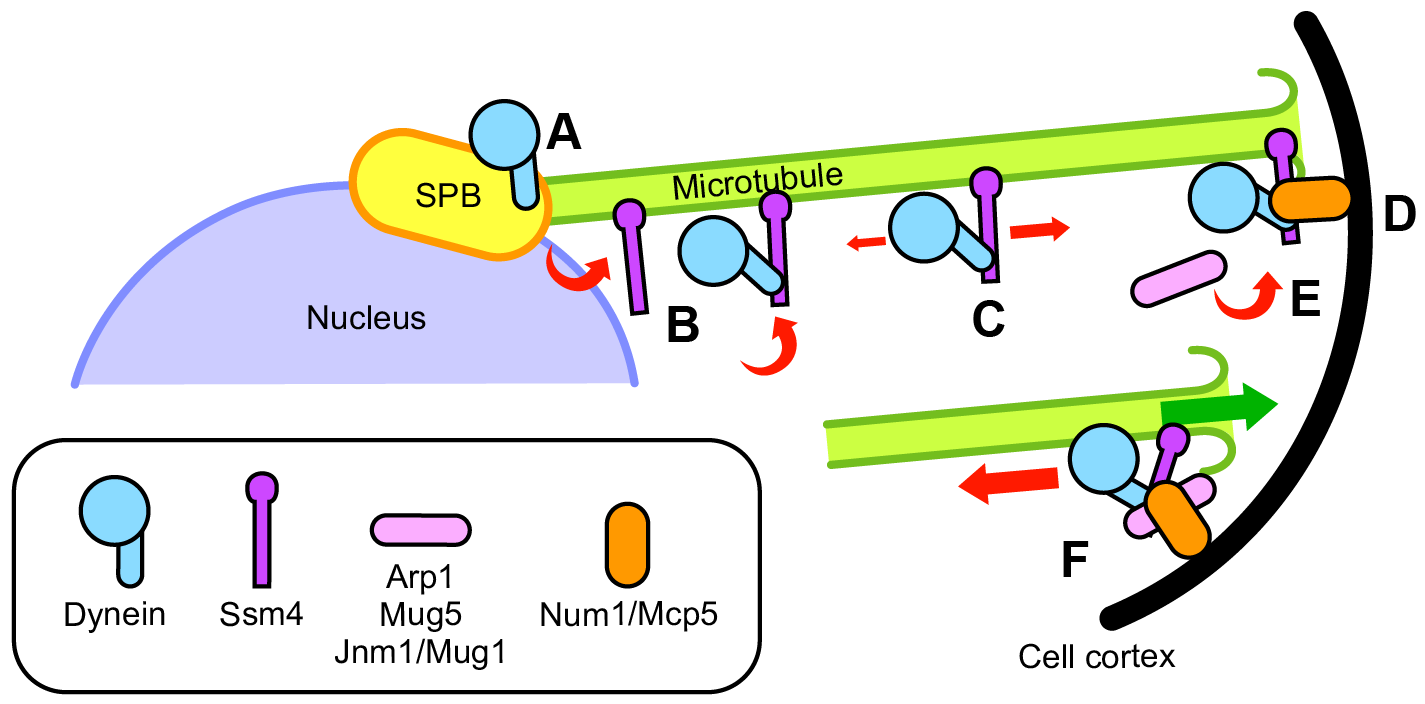 A
SPB
Microtubule
D
Nucleus
B
C
E
F
Dynein
Ssm4
Arp1
Mug5
Jnm1/Mug1
Num1/Mcp5
Cell cortex